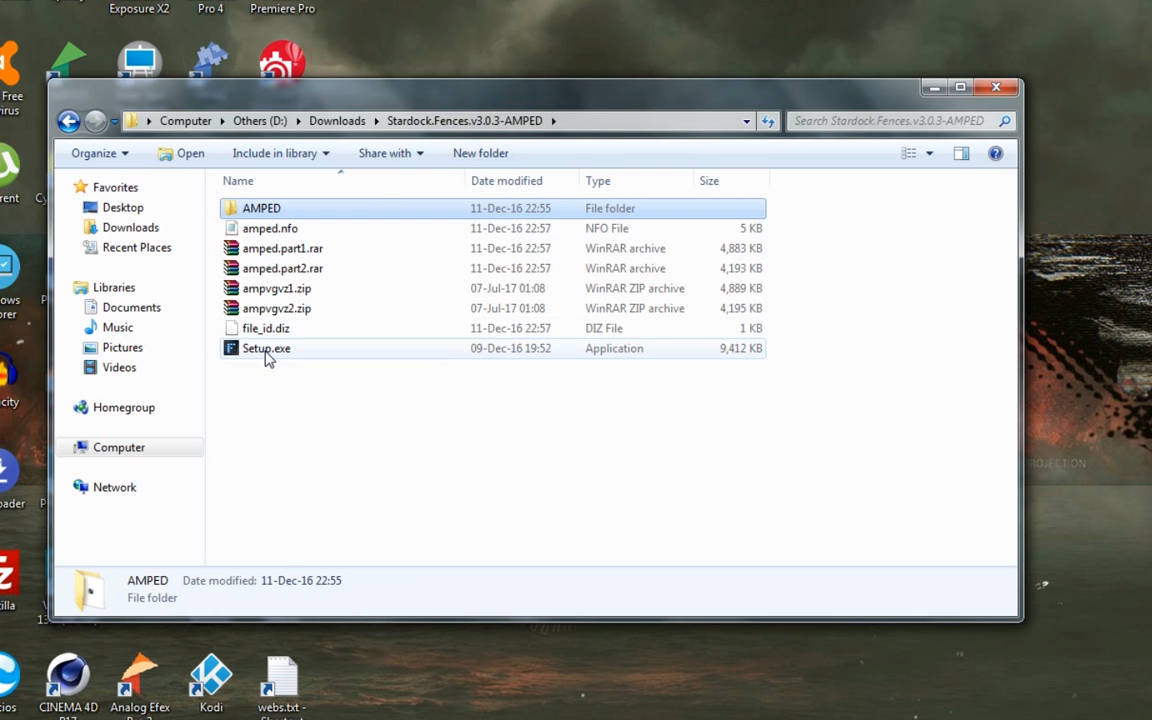 Exposure X2
Pro 4
Premiere Pro
Free
Computer
Others (D:)
Downloads
Stardock.Fences.v3.0.3-AMPED
Search Stardock.Fences.v3.0.3-AMPED
Organize
Open
Include in library
Share with
New folder
Name
Date modified
Type
Size
Favorites
Desktop
Downloads
Recent Places
Libraries
Documents
Music
Pictures
Videos
Homegroup
Computer
Network
AMPED 11-Dec-16 22:55 File folder
amped.nfo 11-Dec-16 22:57 NFO File 5 KB
amped.part1.rar 11-Dec-16 22:57 WinRAR archive 4,883 KB
amped.part2.rar 11-Dec-16 22:57 WinRAR archive 4,193 KB
ampvgvz1.zip 07-Jul-17 01:08 WinRAR ZIP archive 4,889 KB
ampvgvz2.zip 07-Jul-17 01:08 WinRAR ZIP archive 4,195 KB
file_id.diz 11-Dec-16 22:57 DIZ File 1 KB
Setup.exe 09-Dec-16 19:52 Application 9,412 KB
AMPED Date modified: 11-Dec-16 22:55
File folder
CINEMA 4D
Analog Efex
Kodi
webs.txt -